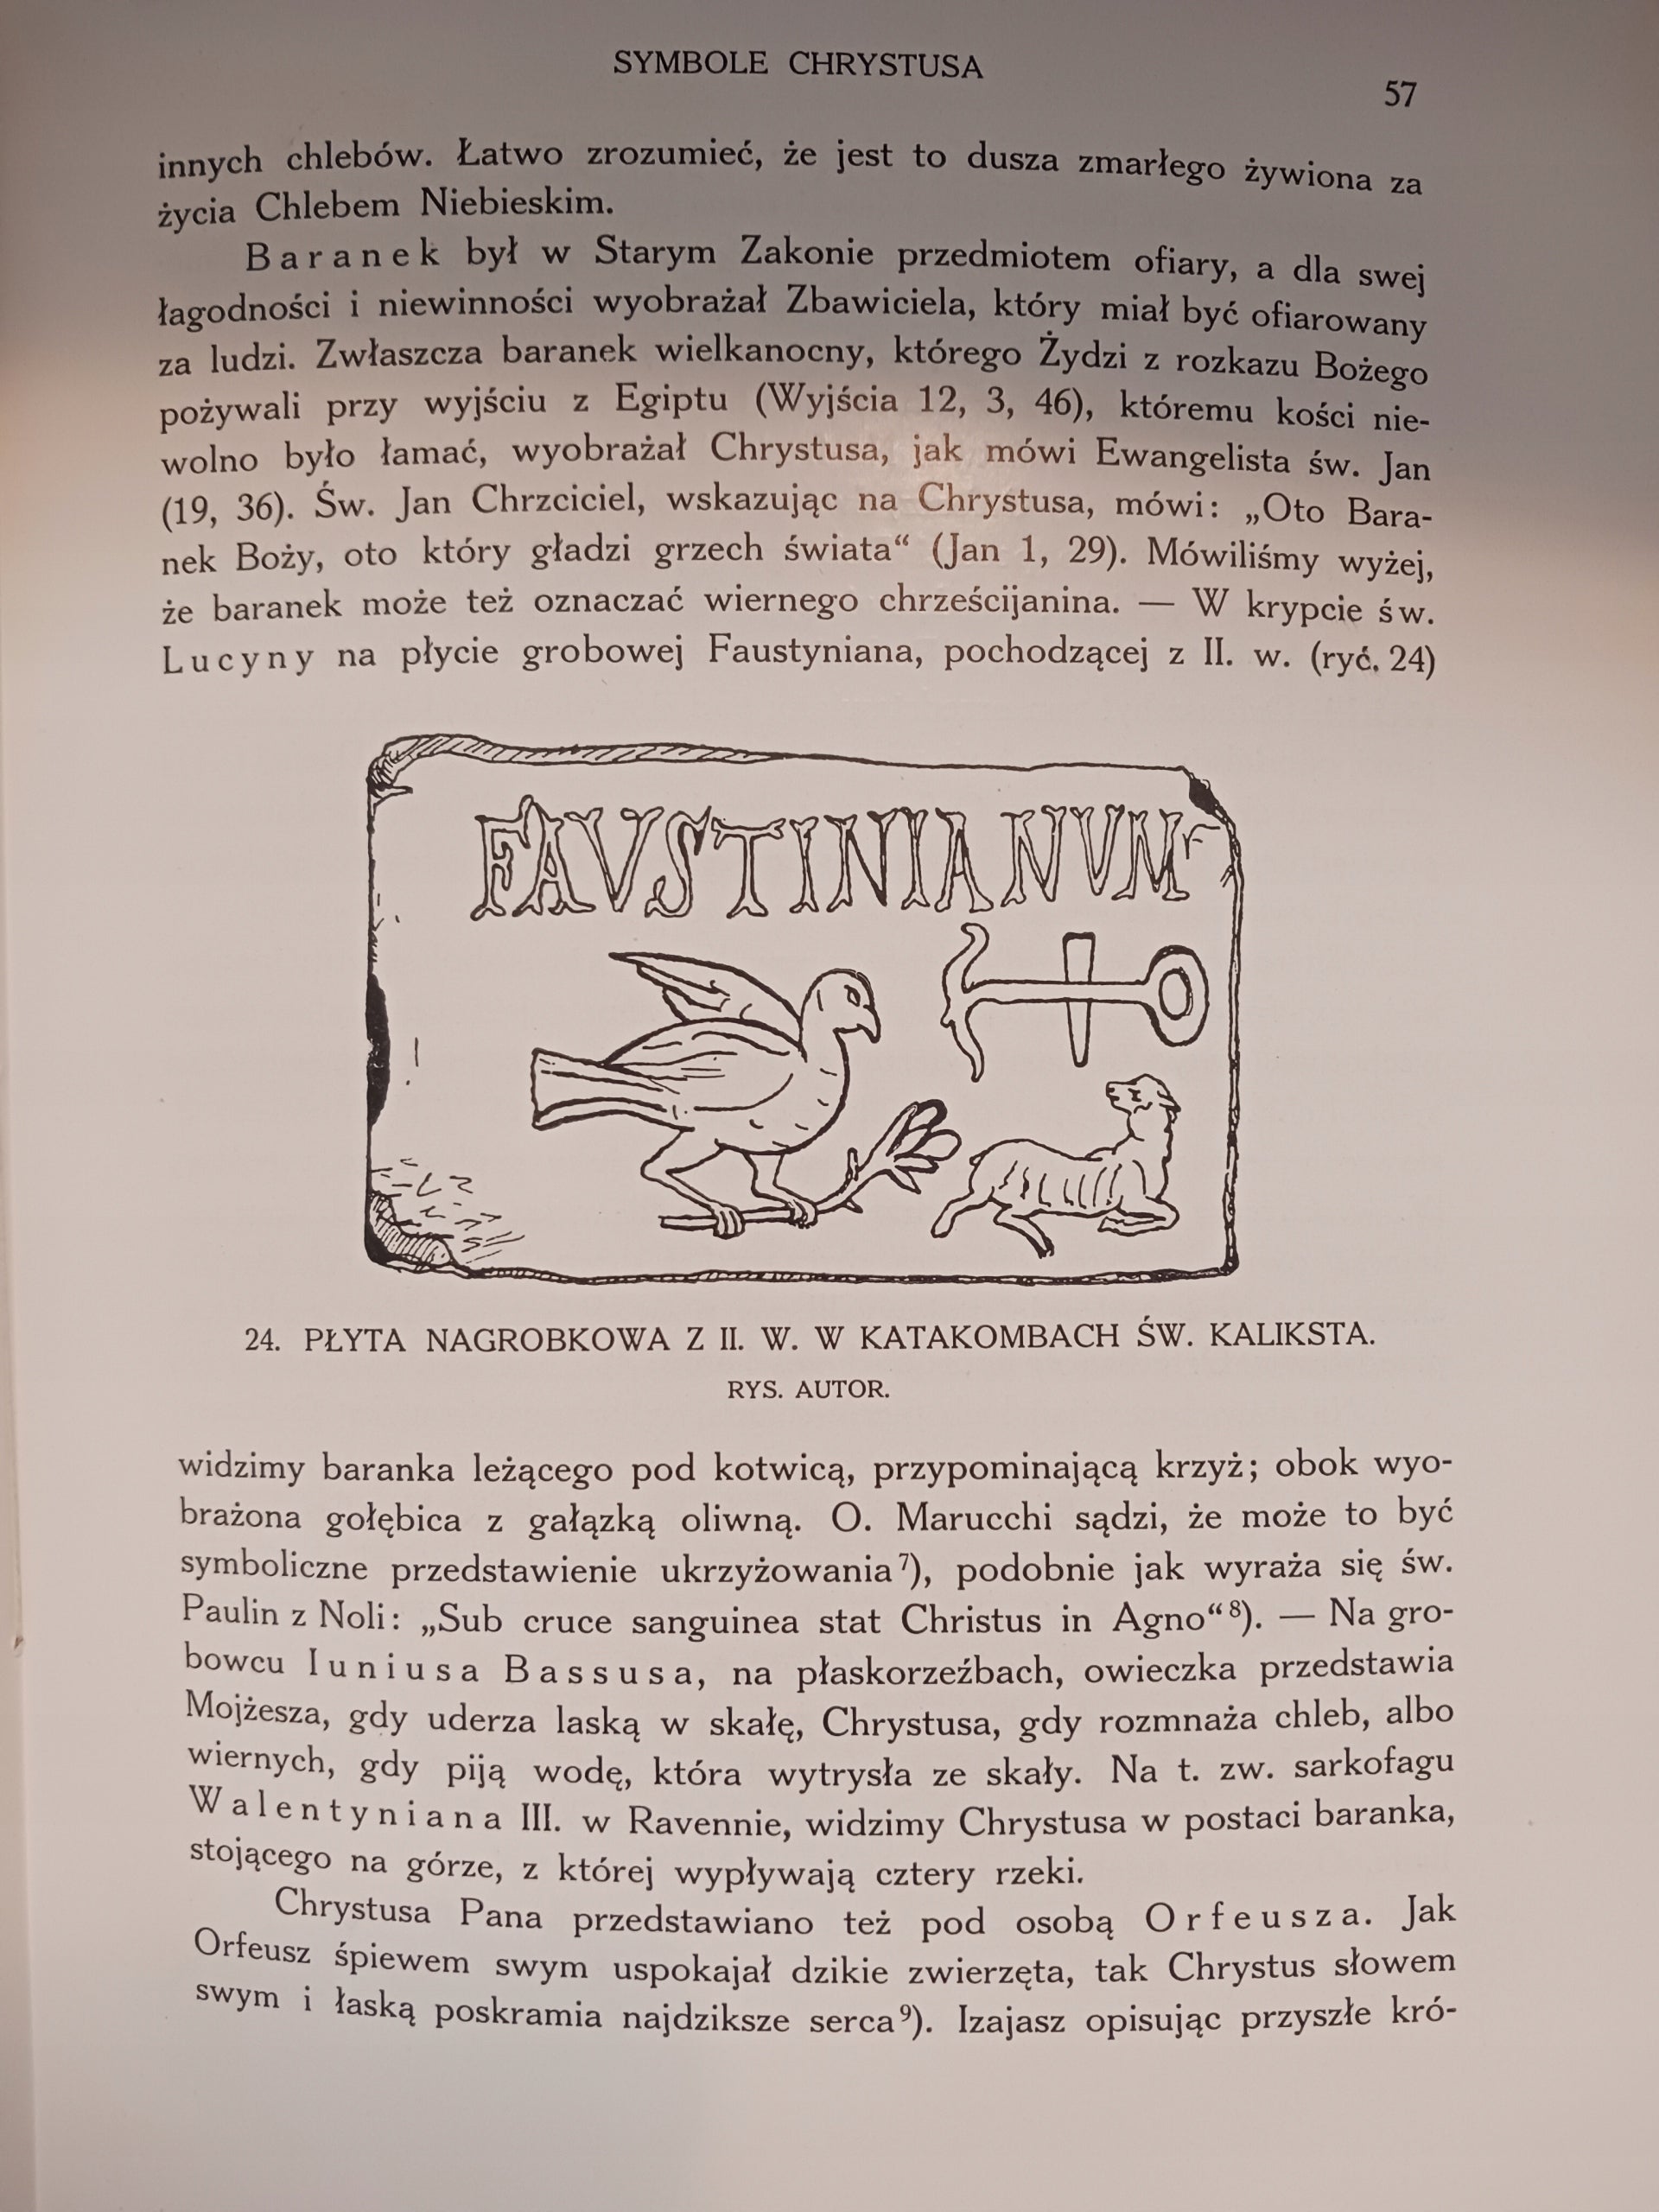 SYMBOLE CHRYSTUSA
57
innych chlebów. Łatwo zrozumieć, że jest to dusza zmarłego żywiona za
życia Chlebem Niebieskim.
Baranek był w Starym Zakonie przedmiotem ofiary, a dla swej
łagodności i niewinności wyobrażał Zbawiciela, który miał być ofiarowany
za ludzi. Zwłaszcza baranek wielkanocny, którego Żydzi z rozkazu Bożego
pożywali przy wyjściu z Egiptu (Wyjścia 12, 3, 46), któremu kości nie-
wolno było łamać, wyobrażał Chrystusa, jak mówi Ewangelista św. Jan
(19, 36). Św. Jan Chrzciciel, wskazując na Chrystusa, mówi: „Oto Bara-
nek Boży, oto który gładzi grzech świata“ (Jan 1, 29). Mówiliśmy wyżej,
że baranek może też oznaczać wiernego chrześcijanina. — W krypcie św.
Lucyny na płycie grobowej Faustyniana, pochodzącej z II. w. (ryć. 24)
FAVSTINIANVM
24. PŁYTA NAGROBKOWA Z II. W. W KATAKOMBACH ŚW. KALIKSTA.
RYS. AUTOR.
widzimy baranka leżącego pod kotwicą, przypominającą krzyż; obok wyo-
brażona gołębica z gałązką oliwną. O. Marucchi sądzi, że może to być
symboliczne przedstawienie ukrzyżowania⁷), podobnie jak wyraża się św.
Paulin z Noli: „Sub cruce sanguinea stat Christus in Agno“⁸). — Na gro-
bowcu Iuniusa Bassusa, na płaskorzeźbach, owieczka przedstawia
Mojżesza, gdy uderza laską w skałę, Chrystusa, gdy rozmnaża chleb, albo
wiernych, gdy piją wodę, która wytrysła ze skały. Na t. zw. sarkofagu
Walentyniana III. w Ravennie, widzimy Chrystusa w postaci baranka,
stojącego na górze, z której wypływają cztery rzeki.
Chrystusa Pana przedstawiano też pod osobą Orfeusza. Jak
Orfeusz śpiewem swym uspokajał dzikie zwierzęta, tak Chrystus słowem
swym i łaską poskramia najdziksze serca⁹). Izajasz opisując przyszłe kró-